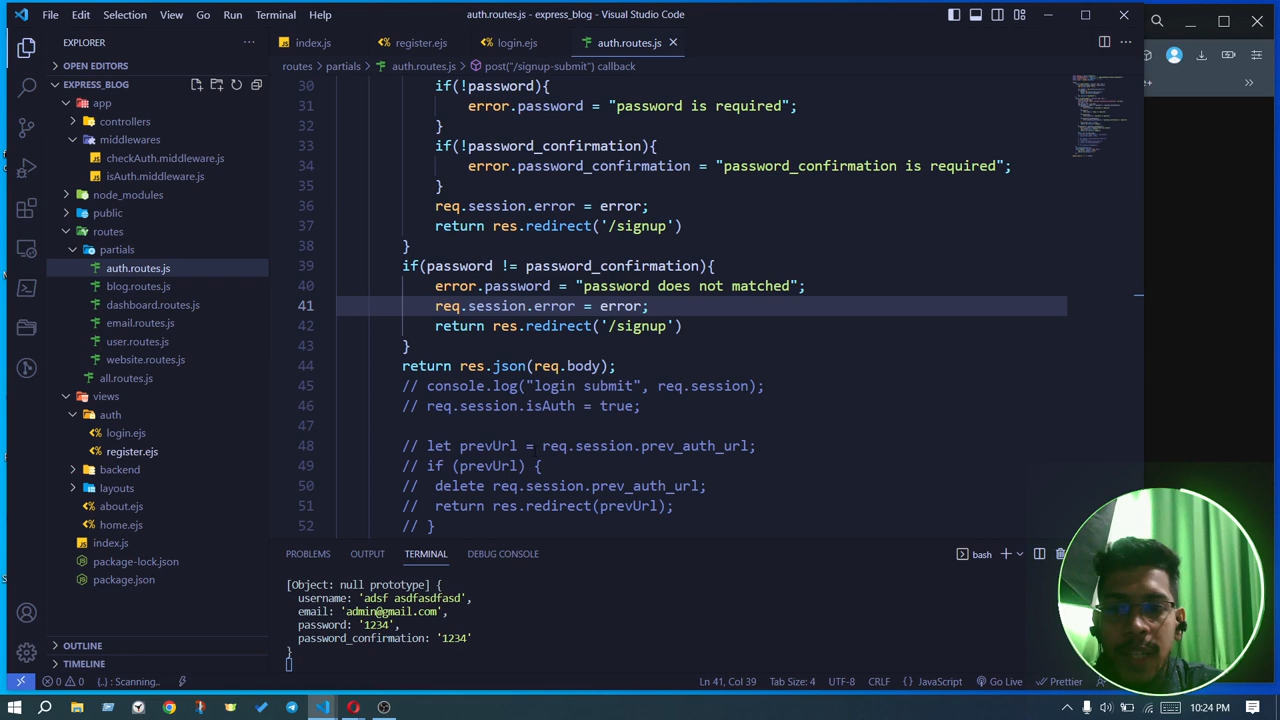 File Edit Selection View Go Run Terminal Help
auth.routes.js - express_blog - Visual Studio Code
EXPLORER
OPEN EDITORS
EXPRESS_BLOG
app
controllers
middlewares
checkAuth.middleware.js
isAuth.middleware.js
node_modules
public
routes
partials
auth.routes.js
blog.routes.js
dashboard.routes.js
email.routes.js
user.routes.js
website.routes.js
all.routes.js
views
auth
login.ejs
register.ejs
backend
layouts
about.ejs
home.ejs
index.js
package-lock.json
package.json
OUTLINE
TIMELINE
index.js register.ejs login.ejs auth.routes.js
routes > partials > auth.routes.js > post("/signup-submit") callback
30 if(!password){
31 error.password = "password is required";
32 }
33 if(!password_confirmation){
34 error.password_confirmation = "password_confirmation is required";
35 }
36 req.session.error = error;
37 return res.redirect('/signup')
38 }
39 if(password != password_confirmation){
40 error.password = "password does not matched";
41 req.session.error = error;
42 return res.redirect('/signup')
43 }
44 return res.json(req.body);
45 // console.log("login submit", req.session);
46 // req.session.isAuth = true;
47
48 // let prevUrl = req.session.prev_auth_url;
49 // if (prevUrl) {
50 // delete req.session.prev_auth_url;
51 // return res.redirect(prevUrl);
52 // }
PROBLEMS OUTPUT TERMINAL DEBUG CONSOLE
bash
[Object: null prototype] {
username: 'adsf asdfasdfasd',
email: 'admin@gmail.com',
password: '1234',
password_confirmation: '1234'
}
0 0 {..} : Scanning.. Ln 41, Col 39 Tab Size: 4 UTF-8 CRLF {} JavaScript Go Live Prettier
10:24 PM